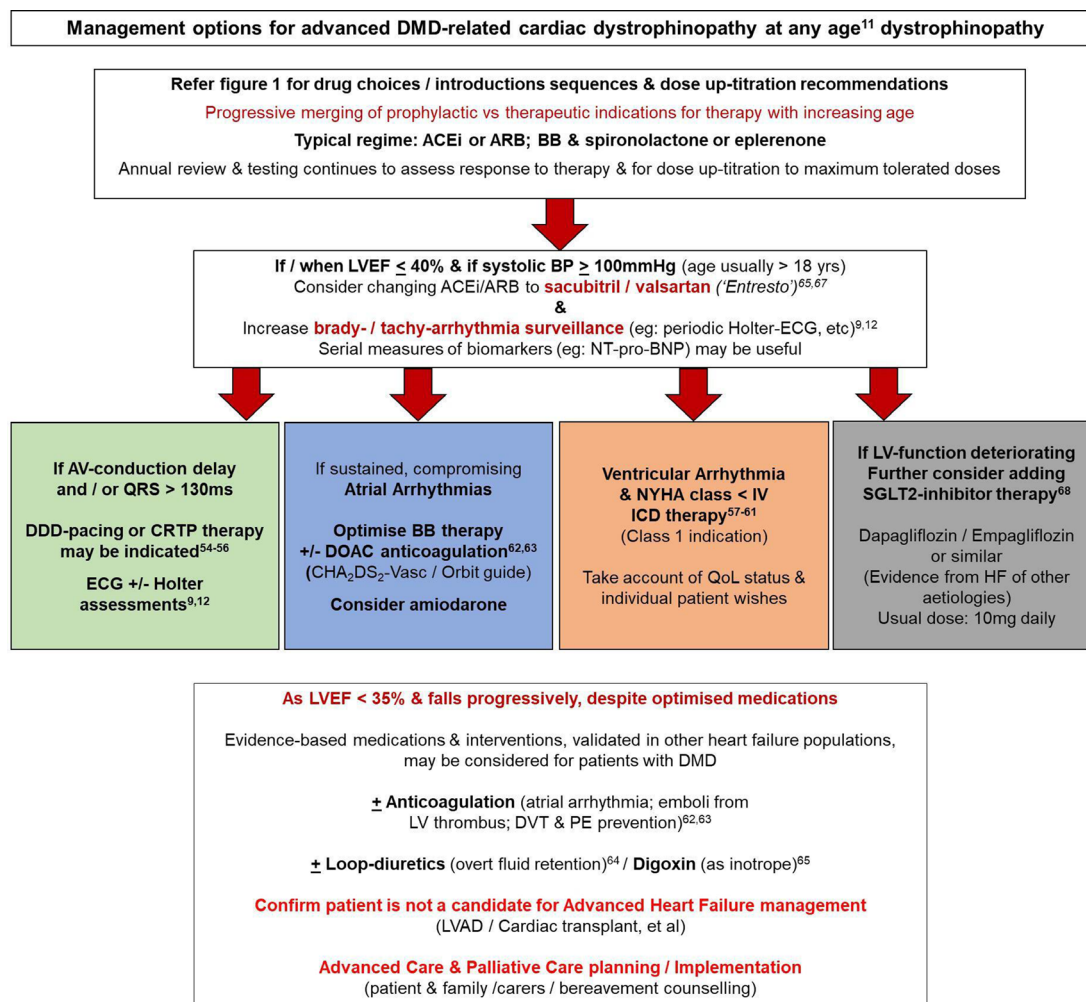 Management options for advanced DMD-related cardiac dystrophinopathy at any age¹¹ dystrophinopathy
Refer figure 1 for drug choices / introductions sequences & dose up-titration recommendations
Progressive merging of prophylactic vs therapeutic indications for therapy with increasing age
Typical regime: ACEi or ARB; BB & spironolactone or eplerenone
Annual review & testing continues to assess response to therapy & for dose up-titration to maximum tolerated doses
If / when LVEF ≤ 40% & if systolic BP ≥ 100mmHg (age usually > 18 yrs)
Consider changing ACEi/ARB to sacubitril / valsartan ('Entresto')⁶⁵,⁶⁷
&
Increase brady- / tachy-arrhythmia surveillance (eg: periodic Holter-ECG, etc)⁹,¹²
Serial measures of biomarkers (eg: NT-pro-BNP) may be useful
If AV-conduction delay
and / or QRS > 130ms
DDD-pacing or CRTP therapy
may be indicated⁵⁴⁻⁵⁶
ECG +/- Holter
assessments⁹,¹²
If sustained, compromising
Atrial Arrhythmias
Optimise BB therapy
+/- DOAC anticoagulation⁶²,⁶³
(CHA₂DS₂-Vasc / Orbit guide)
Consider amiodarone
Ventricular Arrhythmia
& NYHA class < IV
ICD therapy⁵⁷⁻⁶¹
(Class 1 indication)
Take account of QoL status &
individual patient wishes
If LV-function deteriorating
Further consider adding
SGLT2-inhibitor therapy⁶⁸
Dapagliflozin / Empagliflozin
or similar
(Evidence from HF of other
aetiologies)
Usual dose: 10mg daily
As LVEF < 35% & falls progressively, despite optimised medications
Evidence-based medications & interventions, validated in other heart failure populations,
may be considered for patients with DMD
± Anticoagulation (atrial arrhythmia; emboli from
LV thrombus; DVT & PE prevention)⁶²,⁶³
± Loop-diuretics (overt fluid retention)⁶⁴ / Digoxin (as inotrope)⁶⁵
Confirm patient is not a candidate for Advanced Heart Failure management
(LVAD / Cardiac transplant, et al)
Advanced Care & Palliative Care planning / Implementation
(patient & family /carers / bereavement counselling)